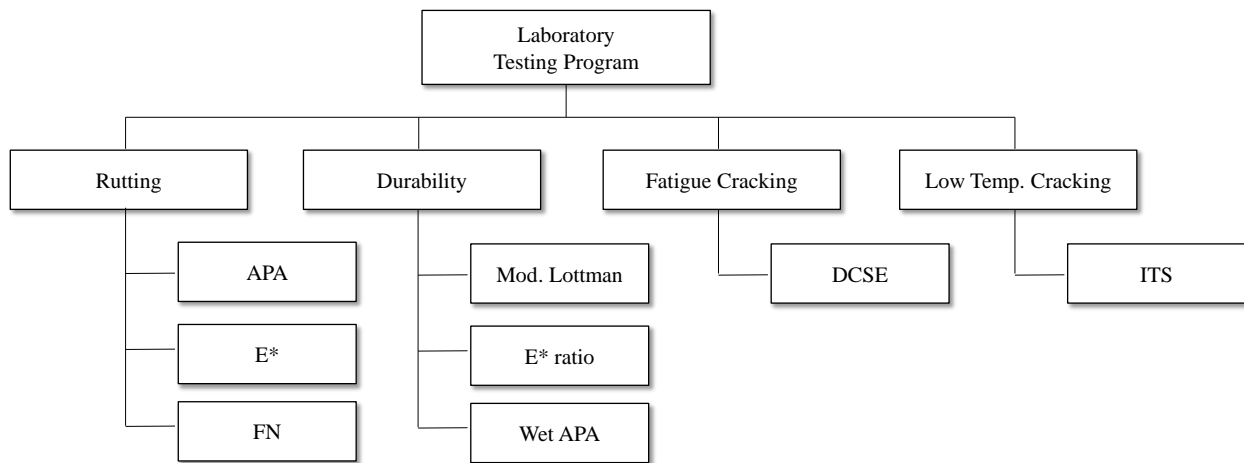 Laboratory
Testing Program
Rutting
Durability
Fatigue Cracking
Low Temp. Cracking
APA
Mod. Lottman
DCSE
ITS
E*
E* ratio
FN
Wet APA